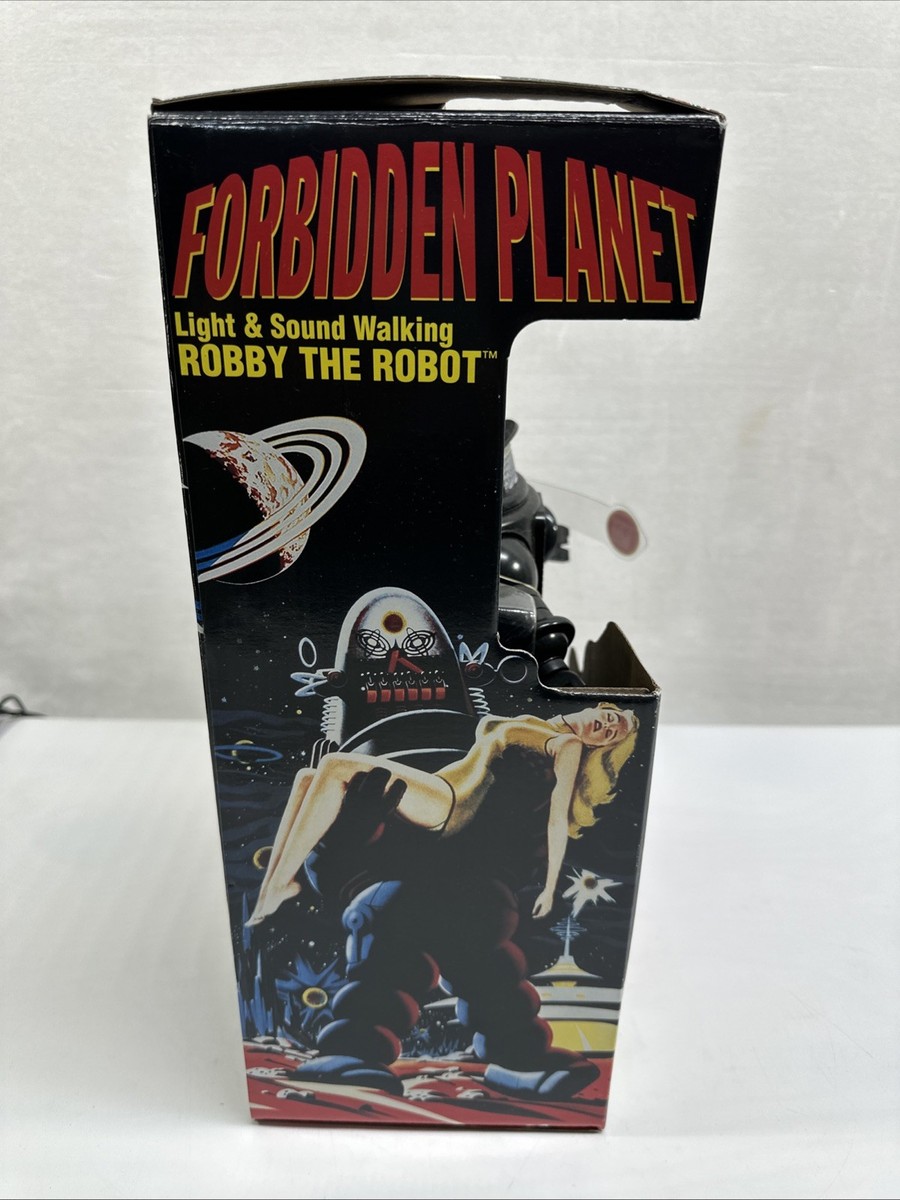 FORBIDDEN PLANET
Light & Sound Walking
ROBBY THE ROBOT™